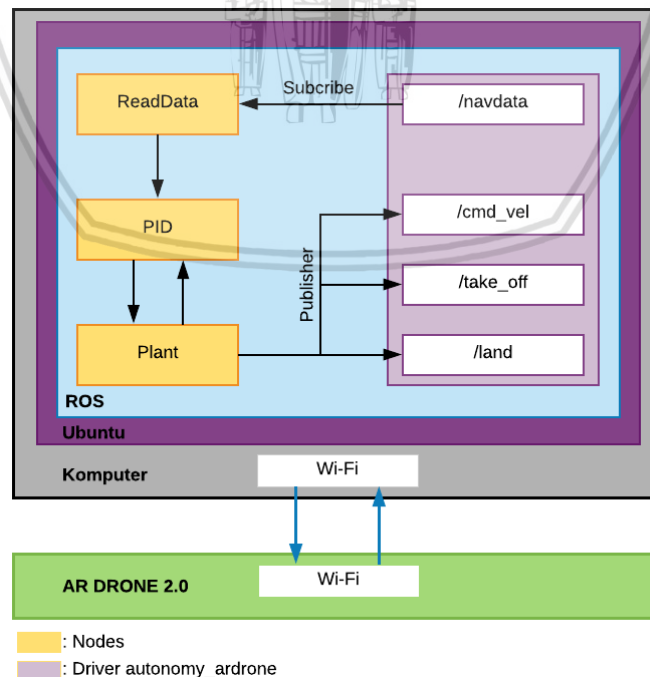 ReadData
Subcribe
/navdata
PID
/cmd_vel
Publisher
/take_off
Plant
/land
ROS
Ubuntu
Komputer
Wi-Fi
AR DRONE 2.0
Wi-Fi
: Nodes
: Driver autonomy_ardrone